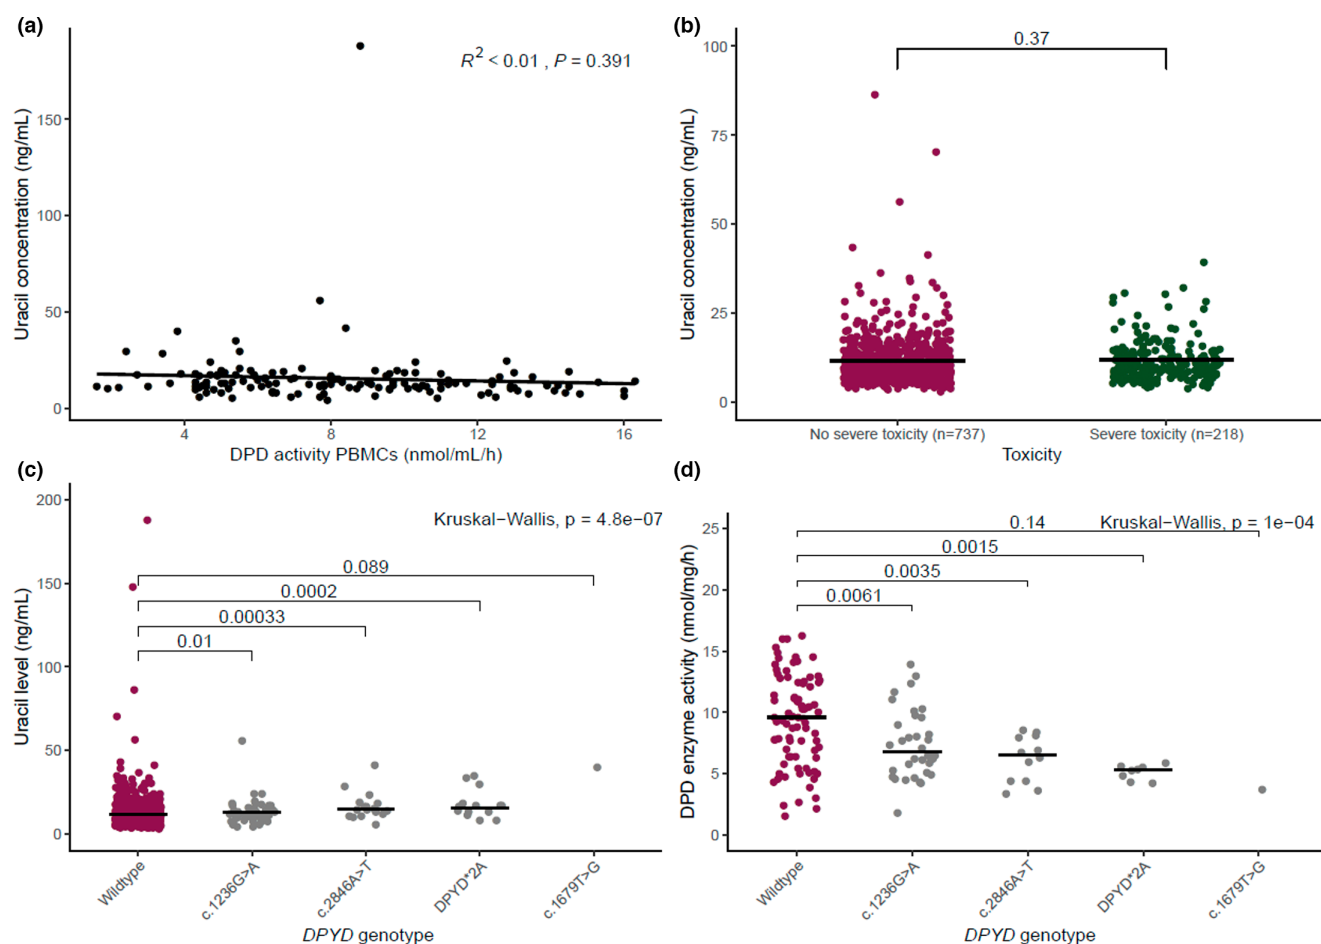 (a)
R² < 0.01 , P = 0.391
Uracil concentration (ng/mL)
150
100
50
0
4 8 12 16
DPD activity PBMCs (nmol/mL/h)
(b)
0.37
Uracil concentration (ng/mL)
100
75
50
25
0
No severe toxicity (n=737) Severe toxicity (n=218)
Toxicity
(c)
Kruskal−Wallis, p = 4.8e−07
0.089
0.0002
0.00033
0.01
Uracil level (ng/mL)
200
150
100
50
0
Wildtype c.1236G>A c.2846A>T DPYD*2A c.1679T>G
DPYD genotype
(d)
0.14 Kruskal−Wallis, p = 1e−04
0.0015
0.0035
0.0061
DPD enzyme activity (nmol/mg/h)
25
20
15
10
5
0
Wildtype c.1236G>A c.2846A>T DPYD*2A c.1679T>G
DPYD genotype